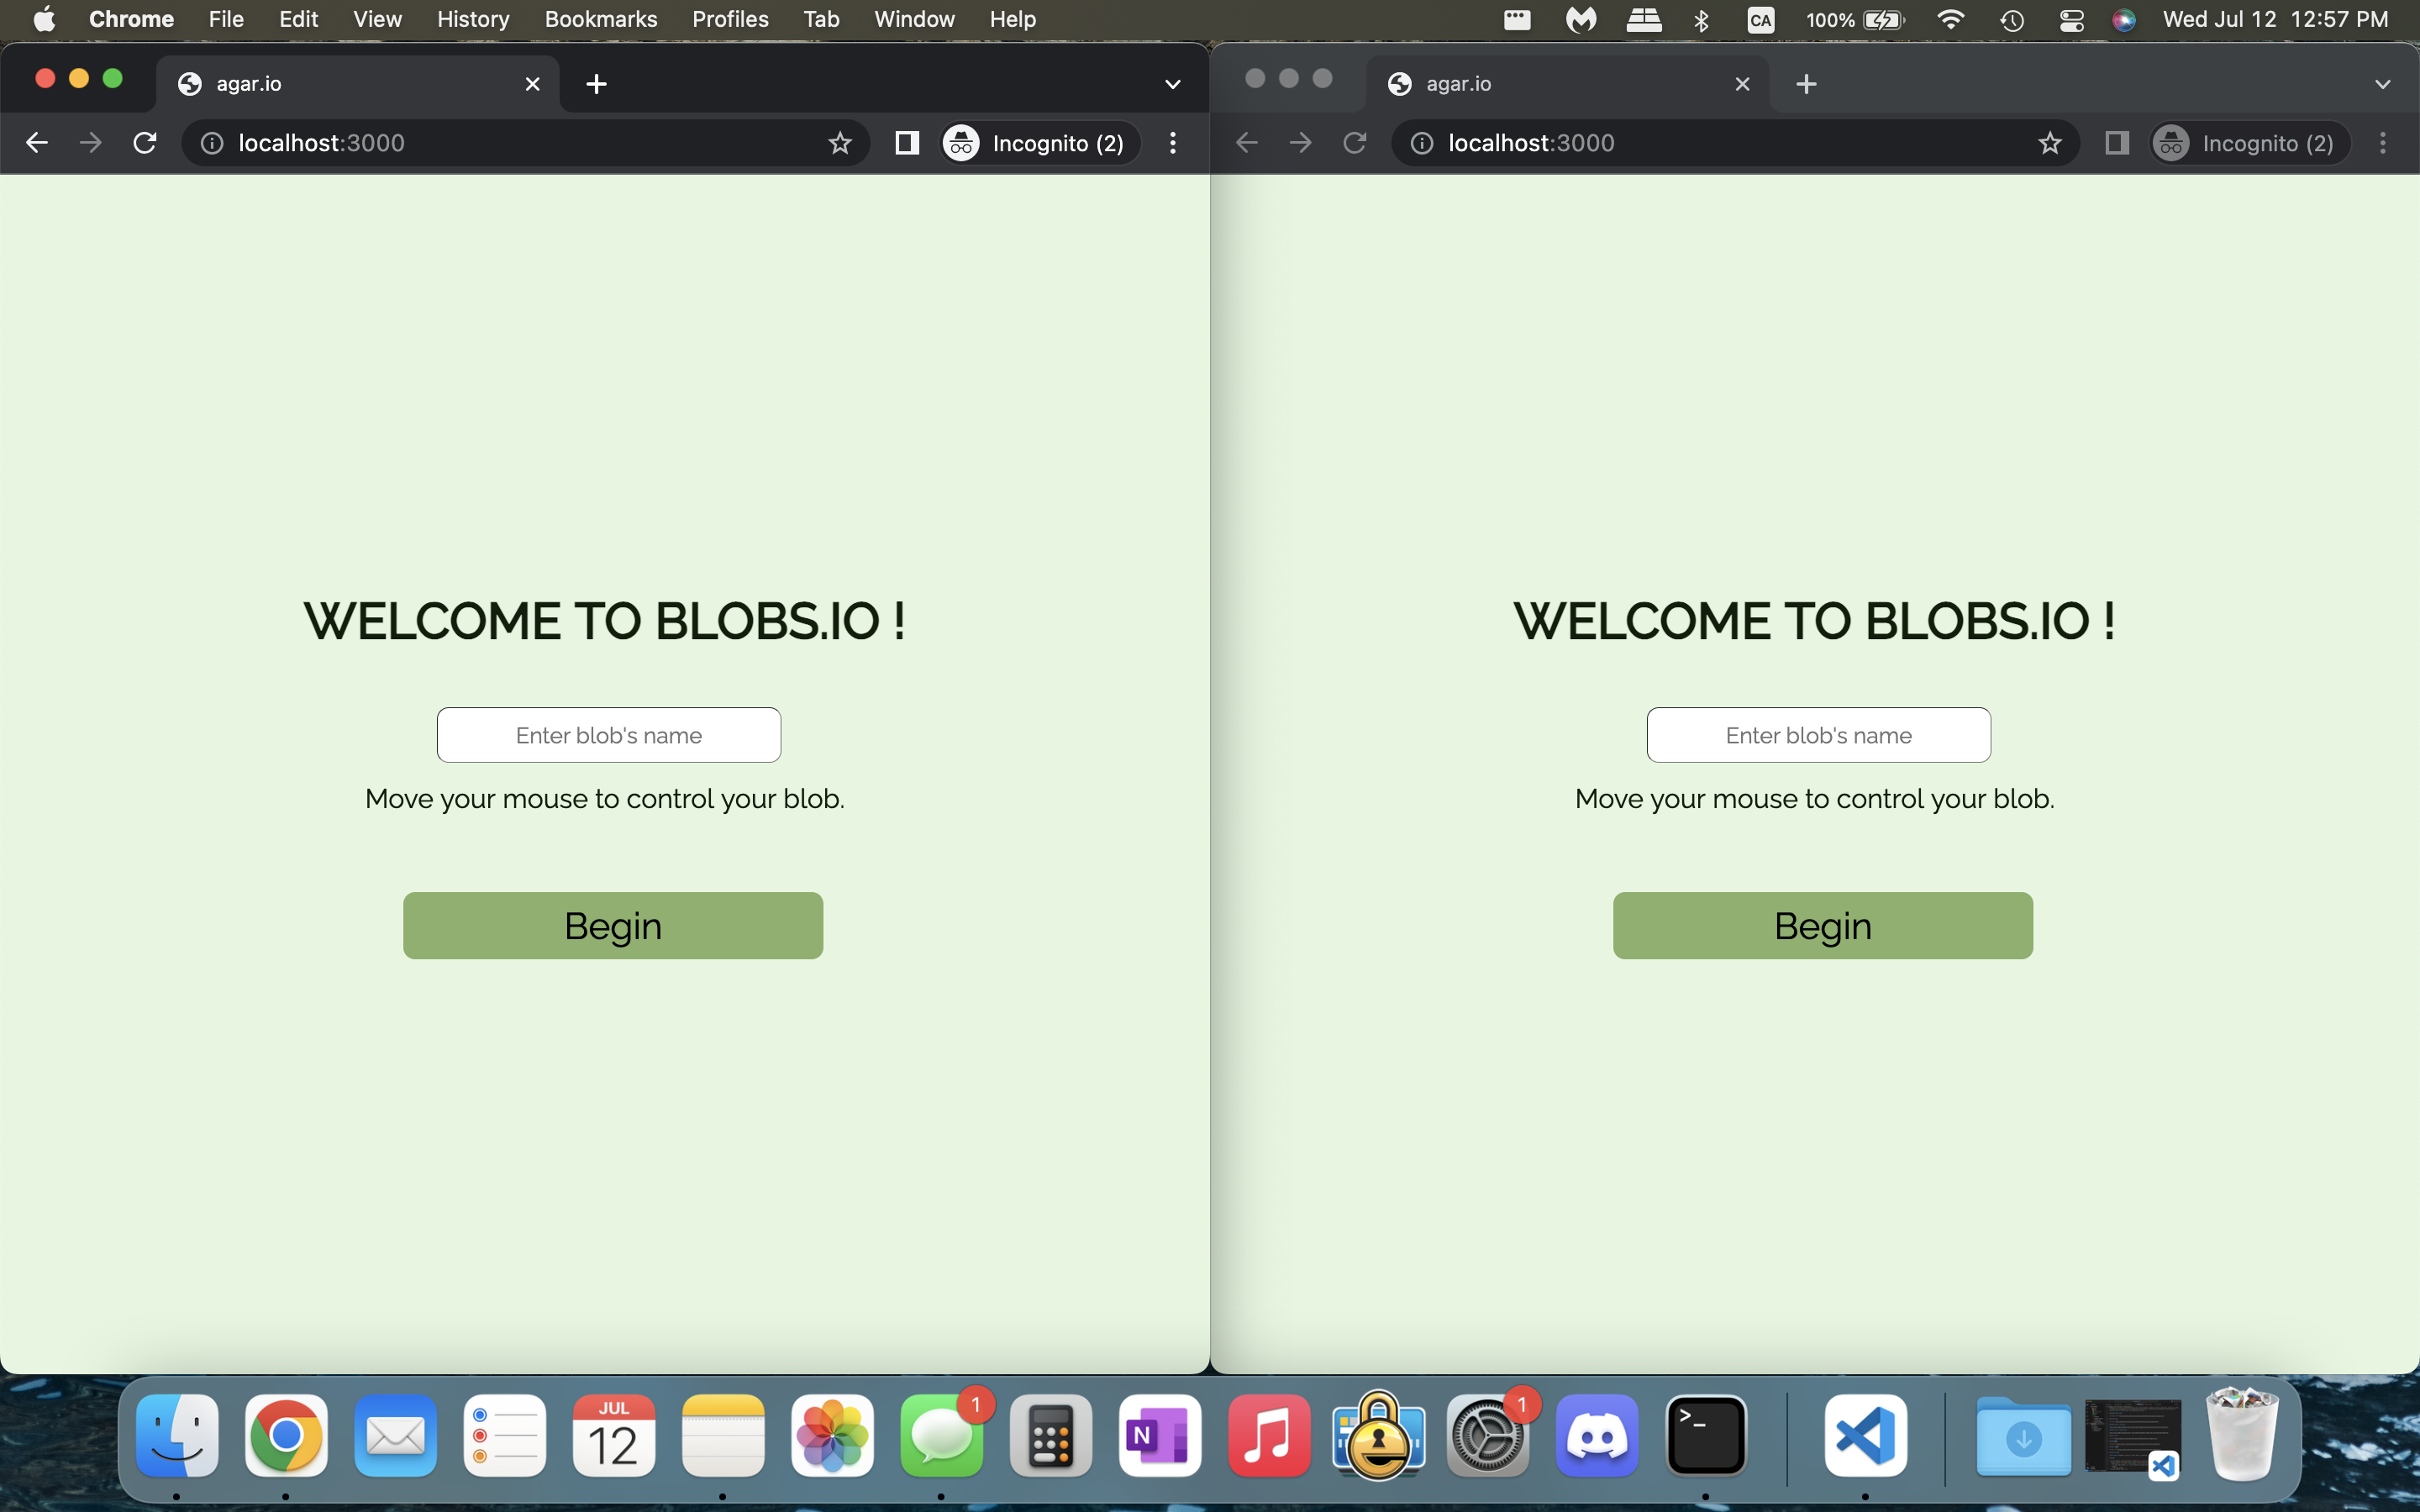 Chrome File Edit View History Bookmarks Profiles Tab Window Help CA 100% Wed Jul 12 12:57 PM
agar.io
localhost:3000 Incognito (2)
WELCOME TO BLOBS.IO !
Enter blob's name
Move your mouse to control your blob.
Begin
agar.io
localhost:3000 Incognito (2)
WELCOME TO BLOBS.IO !
Enter blob's name
Move your mouse to control your blob.
Begin
JUL
12
1
N
1
>_